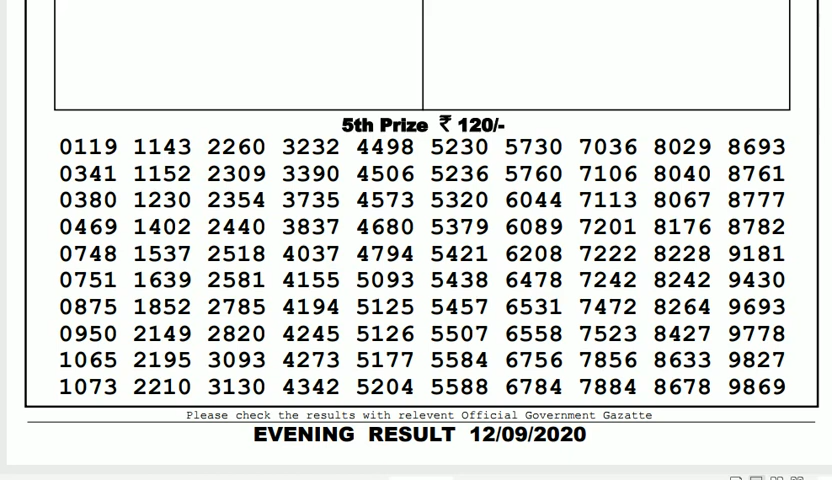 5th Prize ₹ 120/-
0119 1143 2260 3232 4498 5230 5730 7036 8029 8693
0341 1152 2309 3390 4506 5236 5760 7106 8040 8761
0380 1230 2354 3735 4573 5320 6044 7113 8067 8777
0469 1402 2440 3837 4680 5379 6089 7201 8176 8782
0748 1537 2518 4037 4794 5421 6208 7222 8228 9181
0751 1639 2581 4155 5093 5438 6478 7242 8242 9430
0875 1852 2785 4194 5125 5457 6531 7472 8264 9693
0950 2149 2820 4245 5126 5507 6558 7523 8427 9778
1065 2195 3093 4273 5177 5584 6756 7856 8633 9827
1073 2210 3130 4342 5204 5588 6784 7884 8678 9869
Please check the results with relevent Official Government Gazatte
EVENING RESULT 12/09/2020